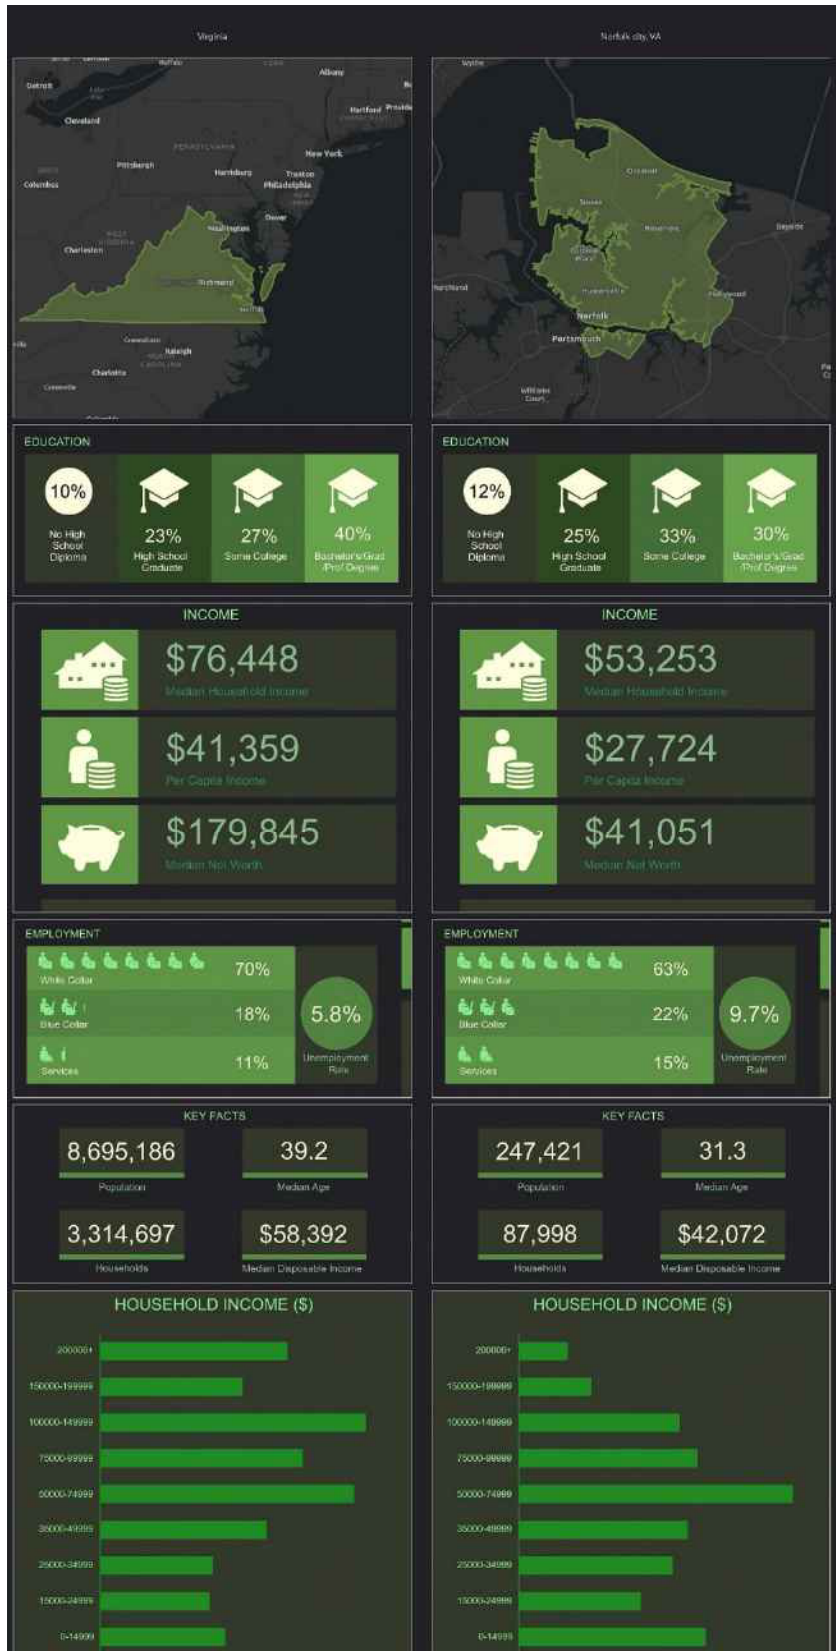 Virginia
Norfolk city, VA
Buffalo
Albany
Detroit
Hartford
Cleveland
PENNSYLVANIA
New York
Pittsburgh
Harrisburg
Trenton
Columbus
Philadelphia
Dover
Washington
WEST VIRGINIA
Charleston
Richmond
Raleigh
Charlotte
Greenville
Norfolk
Portsmouth
Hollywood
Bayside
Williams Court
EDUCATION
10%
No High School Diploma
23%
High School Graduate
27%
Some College
40%
Bachelor's/Grad /Prof Degree
EDUCATION
12%
No High School Diploma
25%
High School Graduate
33%
Some College
30%
Bachelor's/Grad /Prof Degree
INCOME
$76,448
Median Household Income
$41,359
Per Capita Income
$179,845
Median Net Worth
INCOME
$53,253
Median Household Income
$27,724
Per Capita Income
$41,051
Median Net Worth
EMPLOYMENT
White Collar
70%
Blue Collar
18%
Services
11%
5.8%
Unemployment Rate
EMPLOYMENT
White Collar
63%
Blue Collar
22%
Services
15%
9.7%
Unemployment Rate
KEY FACTS
8,695,186
Population
39.2
Median Age
3,314,697
Households
$58,392
Median Disposable Income
KEY FACTS
247,421
Population
31.3
Median Age
87,998
Households
$42,072
Median Disposable Income
HOUSEHOLD INCOME ($)
200000+
150000-199999
100000-149999
75000-99999
50000-74999
35000-49999
25000-34999
15000-24999
0-14999
HOUSEHOLD INCOME ($)
200000+
150000-199999
100000-149999
75000-99999
50000-74999
35000-49999
25000-34999
15000-24999
0-14999